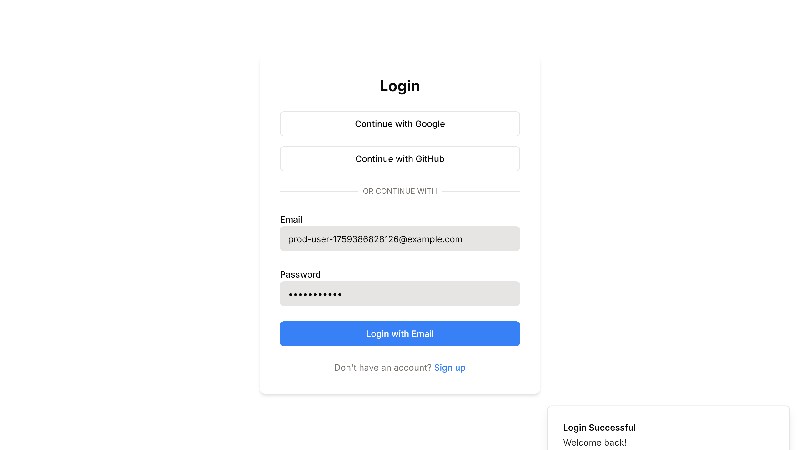 Login
Continue with Google
Continue with GitHub
OR CONTINUE WITH
Email
prod-user-1759386828126@example.com
Password
•••••••••••
Login with Email
Don't have an account? Sign up
Login Successful
Welcome back!